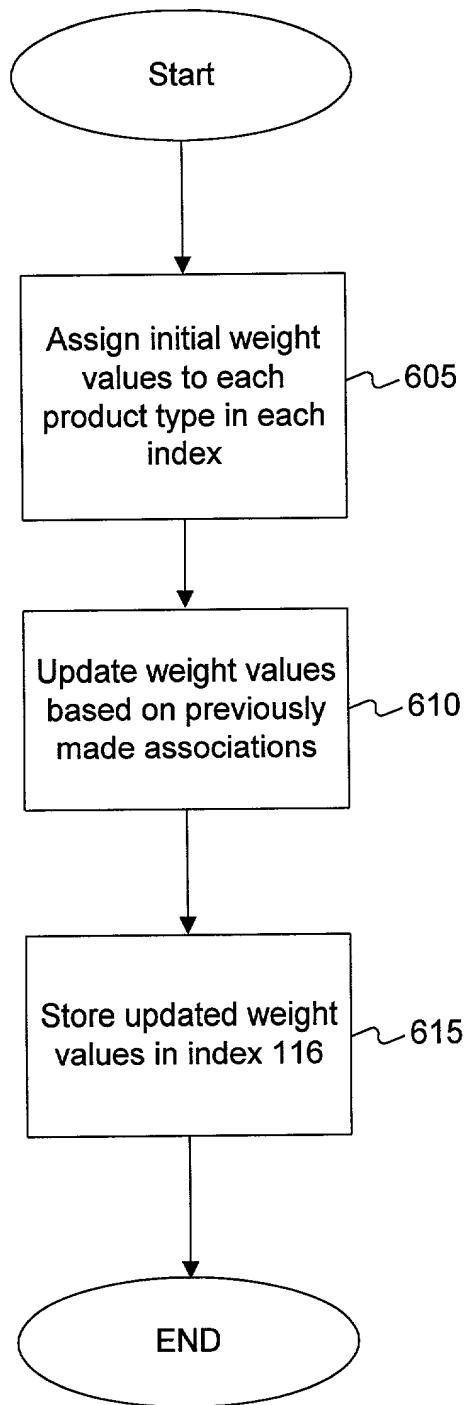 Start
Assign initial weight
values to each
product type in each
index
605
Update weight values
based on previously
made associations
610
Store updated weight
values in index 116
615
END